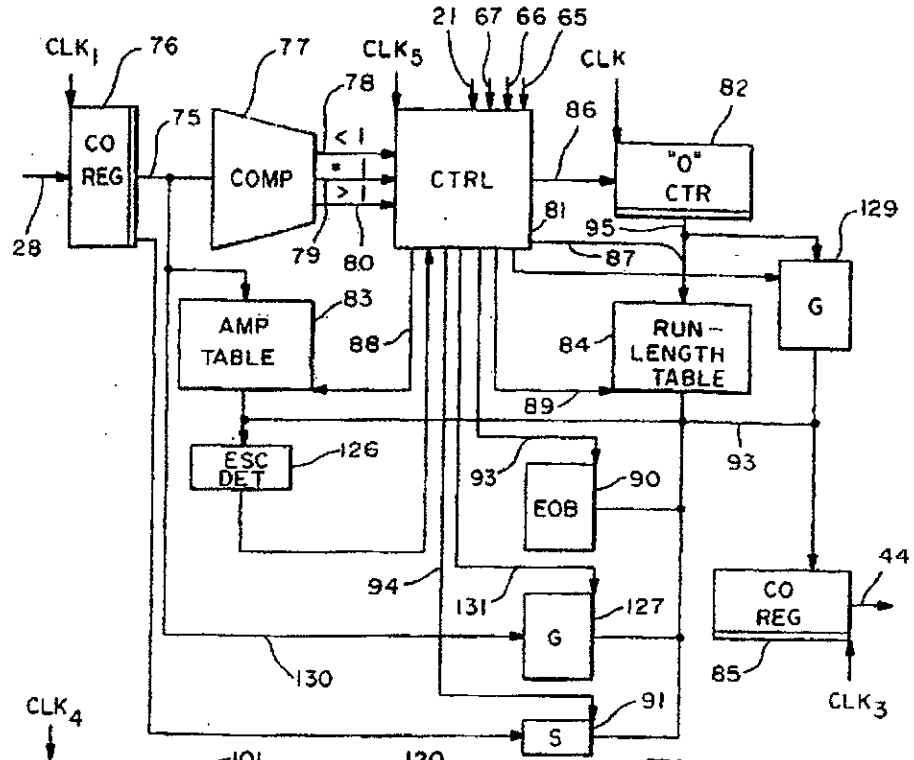 CLK1
76
77
CLK5
21
67
66
65
CLK
82
75
78
86
CO
REG
COMP
< 1
= 1
> 1
CTRL
"0"
CTR
28
79
80
81
87
95
129
83
AMP
TABLE
88
84
RUN-
LENGTH
TABLE
G
89
ESC
DET
126
93
93
EOB
90
94
131
G
127
CO
REG
44
130
85
CLK3
91
S
CLK4
101
120